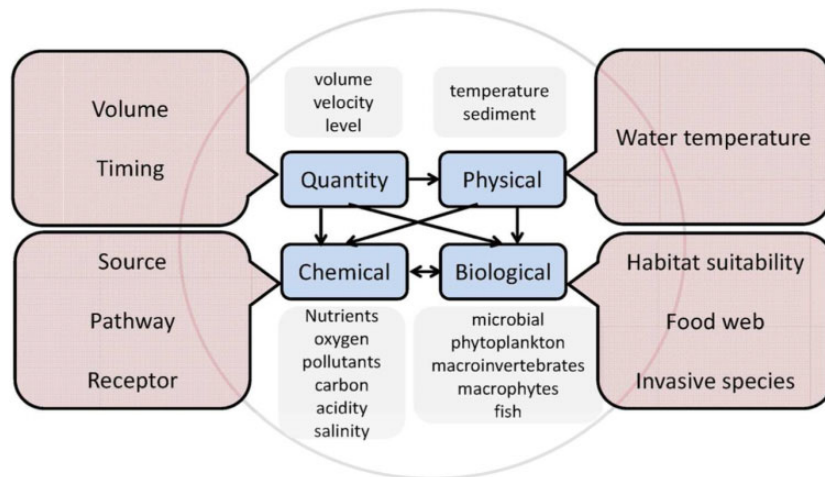 Volume
Timing
volume
velocity
level
temperature
sediment
Water temperature
Quantity
Physical
Source
Pathway
Receptor
Chemical
Biological
Habitat suitability
Food web
Invasive species
Nutrients
oxygen
pollutants
carbon
acidity
salinity
microbial
phytoplankton
macroinvertebrates
macrophytes
fish